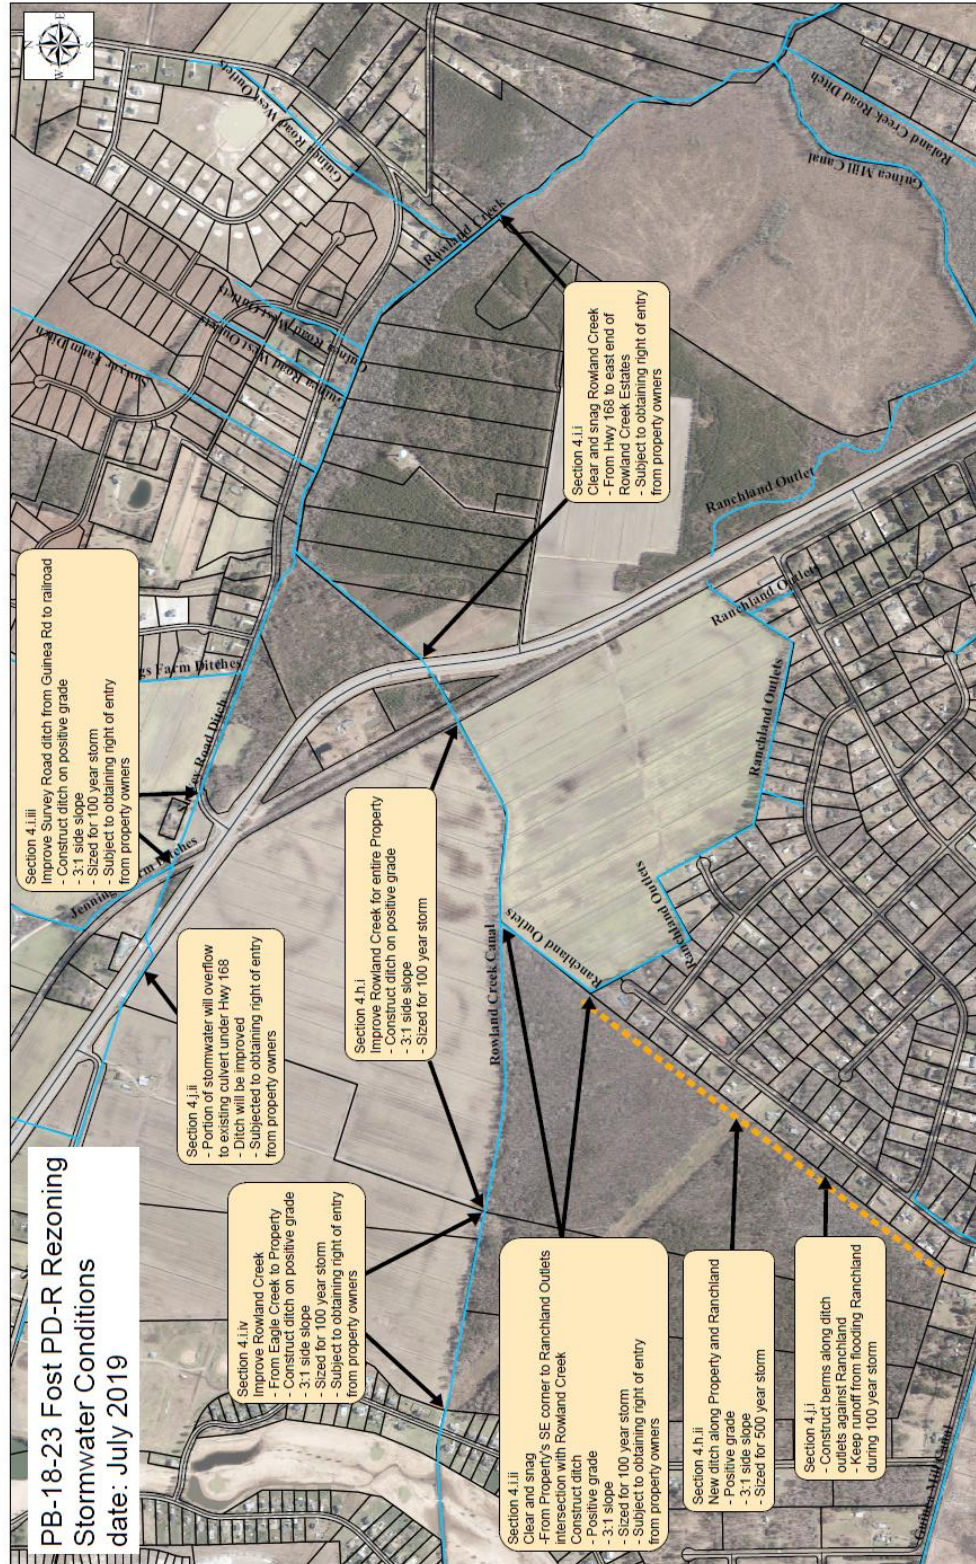 PB-18-23 Fost PD-R Rezoning
Stormwater Conditions
date: July 2019
N
E
S
W
Section 4.i.iv
Improve Rowland Creek
- From Eagle Creek to Property
- Construct ditch on positive grade
- 3:1 side slope
- Sized for 100 year storm
- Subject to obtaining right of entry
from property owners
Section 4.j.ii
- Portion of stormwater will overflow
to existing culvert under Hwy 168
- Ditch will be improved
- Subjected to obtaining right of entry
from property owners
Section 4.i.iii
Improve Survey Road ditch from Guinea Rd to railroad
- Construct ditch on positive grade
- 3:1 side slope
- Sized for 100 year storm
- Subject to obtaining right of entry
from property owners
Section 4.h.i
Improve Rowland Creek for entire Property
- Construct ditch on positive grade
- 3:1 side slope
- Sized for 100 year storm
Section 4.i.i
Clear and snag Rowland Creek
- From Hwy 168 to east end of
Rowland Creek Estates
- Subject to obtaining right of entry
from property owners
Section 4.i.ii
Clear and snag
-From Property's SE corner to Ranchland Outlets
intersection with Rowland Creek
Construct ditch
- Positive grade
- 3:1 slope
- Sized for 100 year storm
- Subject to obtaining right of entry
from property owners
Section 4.h.ii
New ditch along Property and Ranchland
- Positive grade
- 3:1 side slope
- Sized for 500 year storm
Section 4.j.i
- Construct berms along ditch
outlets against Ranchland
- Keep runoff from flooding Ranchland
during 100 year storm
Road Ditch
Farm Ditches
Guinea Road West Outlets
Guinea Road West Outlets
Guinea Road West Outlets
Rowland Creek
Rowland Creek Canal
Ranchland Outlets
Ranchland Outlets
Ranchland Outlets
Ranchland Outlets
Ranchland Outlet
Guinea Mill Canal
Roland Creek Road Ditch
Guinea Mill Canal